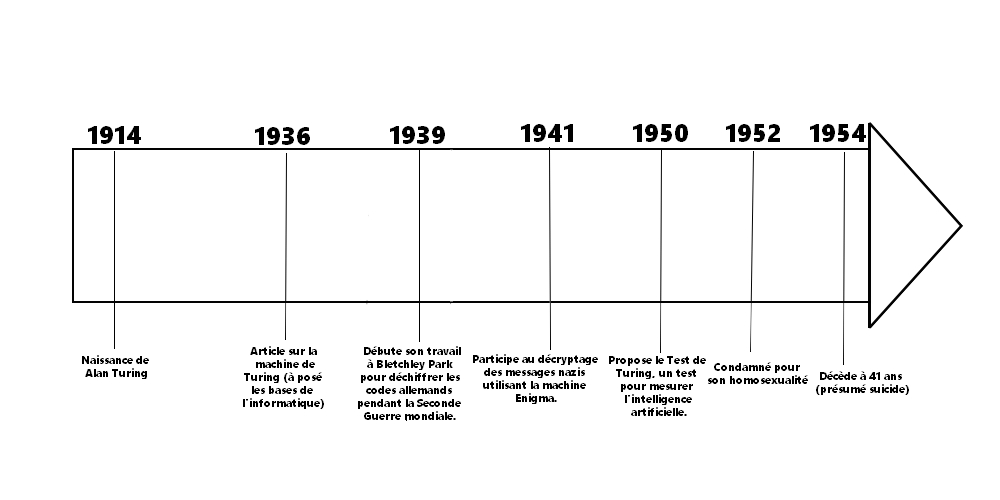 1914
1936
1939
1941
1950
1952
1954
Naissance de
Alan Turing
Article sur la
machine de
Turing (à posé
les bases de
l'informatique)
Débute son travail
à Bletchley Park
pour déchiffrer les
codes allemands
pendant la Seconde
Guerre mondiale.
Participe au décryptage
des messages nazis
utilisant la machine
Enigma.
Propose le Test de
Turing, un test
pour mesurer
l'intelligence
artificielle.
Condamné pour
son homosexualité
Décède à 41 ans
(présumé suicide)